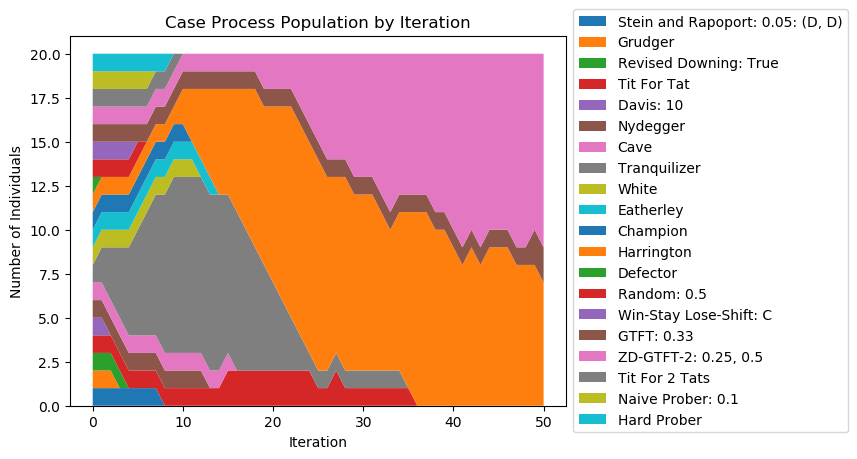 Case Process Population by Iteration
20.0
17.5
15.0
12.5
10.0
7.5
5.0
2.5
0.0
Number of Individuals
0
10
20
30
40
50
Iteration
Stein and Rapoport: 0.05: (D, D)
Grudger
Revised Downing: True
Tit For Tat
Davis: 10
Nydegger
Cave
Tranquilizer
White
Eatherley
Champion
Harrington
Defector
Random: 0.5
Win-Stay Lose-Shift: C
GTFT: 0.33
ZD-GTFT-2: 0.25, 0.5
Tit For 2 Tats
Naive Prober: 0.1
Hard Prober